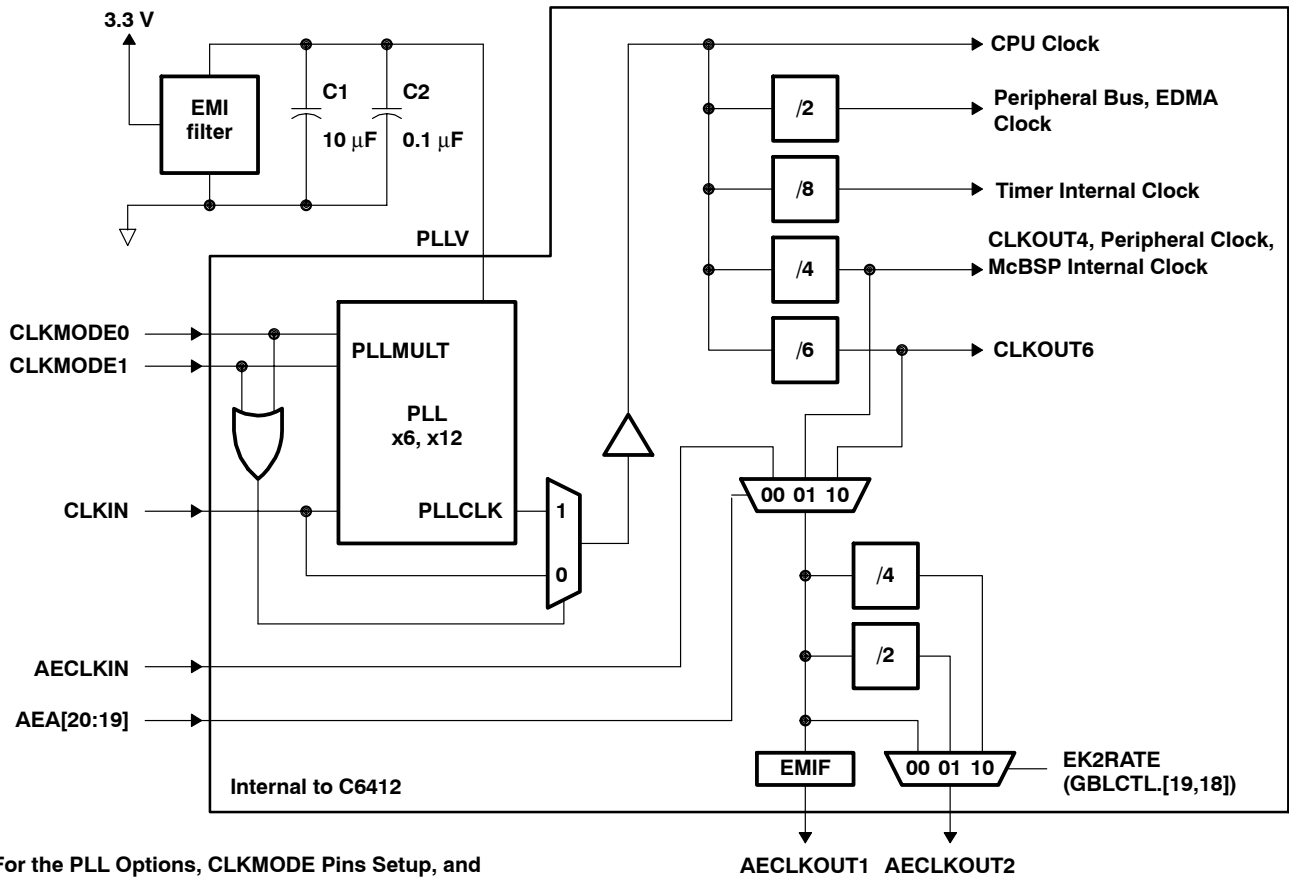 3.3 V
EMI
filter
C1
10 μF
C2
0.1 μF
PLLV
CPU Clock
/2
Peripheral Bus, EDMA
Clock
/8
Timer Internal Clock
/4
CLKOUT4, Peripheral Clock,
McBSP Internal Clock
/6
CLKOUT6
CLKMODE0
CLKMODE1
PLLMULT
PLL
x6, x12
CLKIN
PLLCLK
1
0
00 01 10
/4
/2
AECLKIN
AEA[20:19]
EMIF
00 01 10
EK2RATE
(GBLCTL.[19,18])
Internal to C6412
AECLKOUT1 AECLKOUT2
For the PLL Options, CLKMODE Pins Setup, and